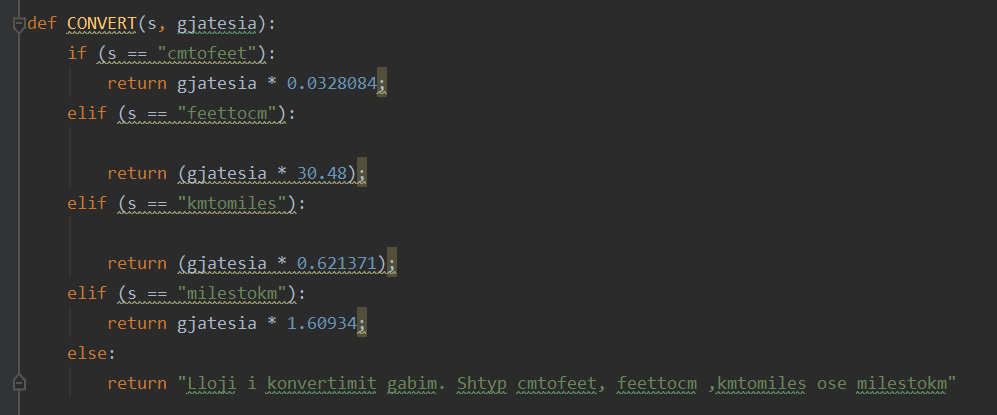 def CONVERT(s, gjatesia):
    if (s == "cmtofeet"):
        return gjatesia * 0.0328084;
    elif (s == "feettocm"):

        return (gjatesia * 30.48);
    elif (s == "kmtomiles"):

        return (gjatesia * 0.621371);
    elif (s == "milestokm"):
        return gjatesia * 1.60934;
    else:
        return "Lloji i konvertimit gabim. Shtyp cmtofeet, feettocm ,kmtomiles ose milestokm"